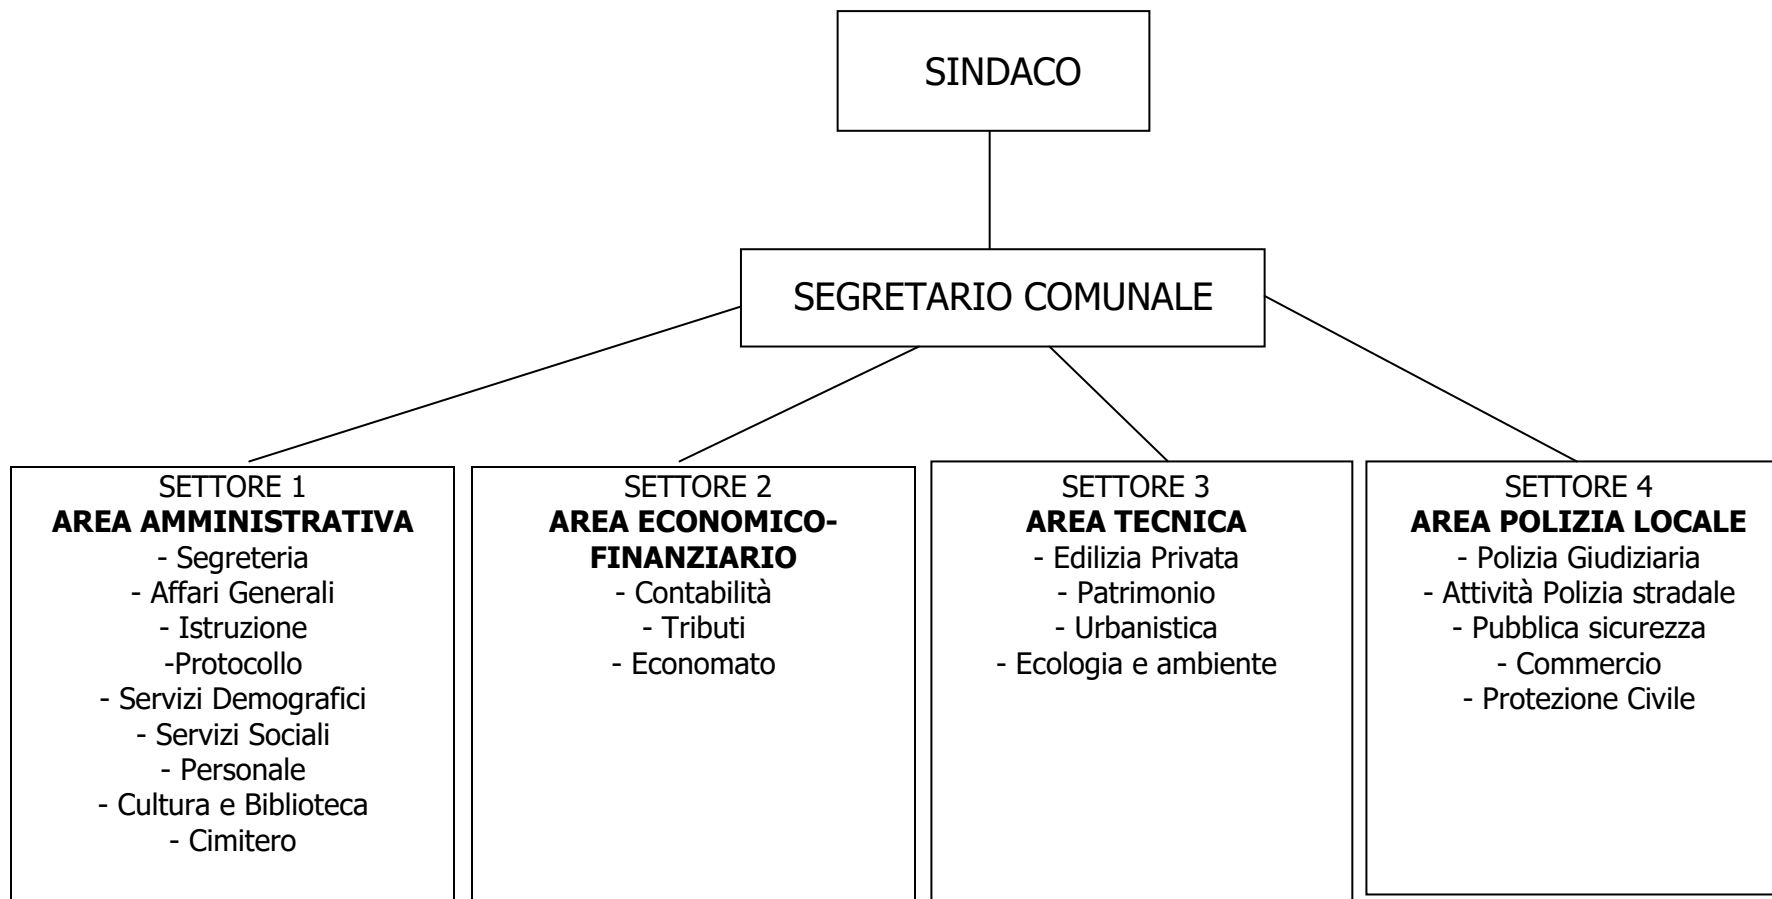 SINDACO
SEGRETARIO COMUNALE
SETTORE 1
AREA AMMINISTRATIVA
- Segreteria
- Affari Generali
- Istruzione
-Protocollo
- Servizi Demografici
- Servizi Sociali
- Personale
- Cultura e Biblioteca
- Cimitero
SETTORE 2
AREA ECONOMICO-
FINANZIARIO
- Contabilità
- Tributi
- Economato
SETTORE 3
AREA TECNICA
- Edilizia Privata
- Patrimonio
- Urbanistica
- Ecologia e ambiente
SETTORE 4
AREA POLIZIA LOCALE
- Polizia Giudiziaria
- Attività Polizia stradale
- Pubblica sicurezza
- Commercio
- Protezione Civile